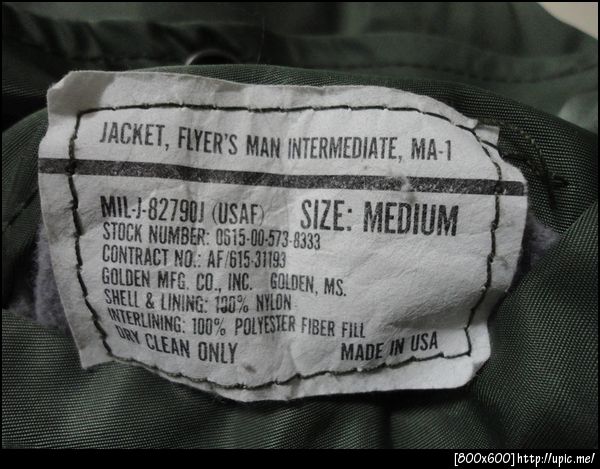 JACKET, FLYER'S MAN INTERMEDIATE, MA-1
MIL-J-82790J (USAF) SIZE: MEDIUM
STOCK NUMBER: 0615-00-573-8333
CONTRACT NO.: AF/615-31193
GOLDEN MFG. CO., INC. GOLDEN, MS.
SHELL & LINING: 100% NYLON
INTERLINING: 100% POLYESTER FIBER FILL
DRY CLEAN ONLY MADE IN USA
[800x600]http://upic.me/